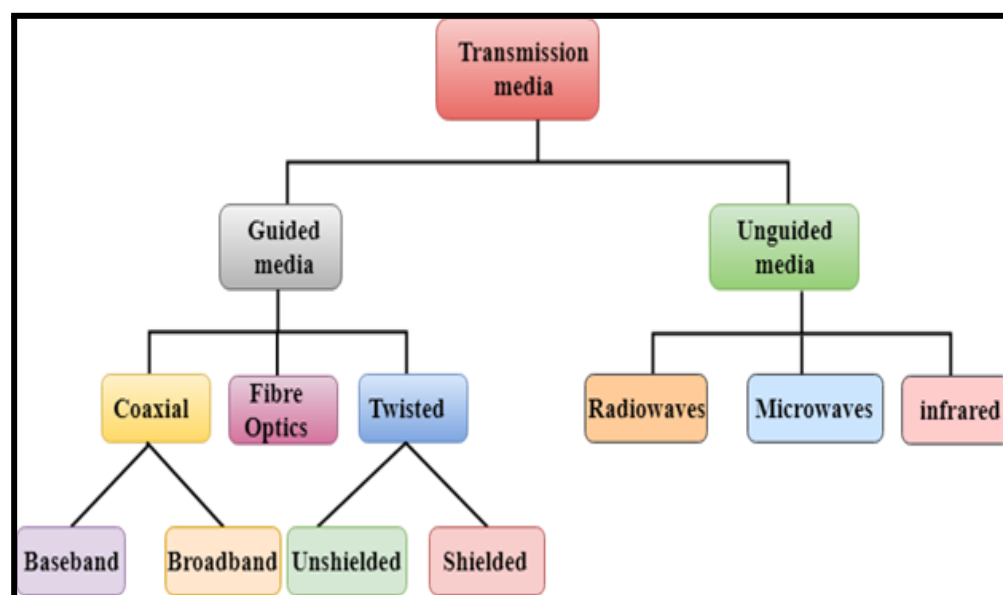 Transmission
media
Guided
media
Unguided
media
Coaxial
Fibre
Optics
Twisted
Radiowaves
Microwaves
infrared
Baseband
Broadband
Unshielded
Shielded